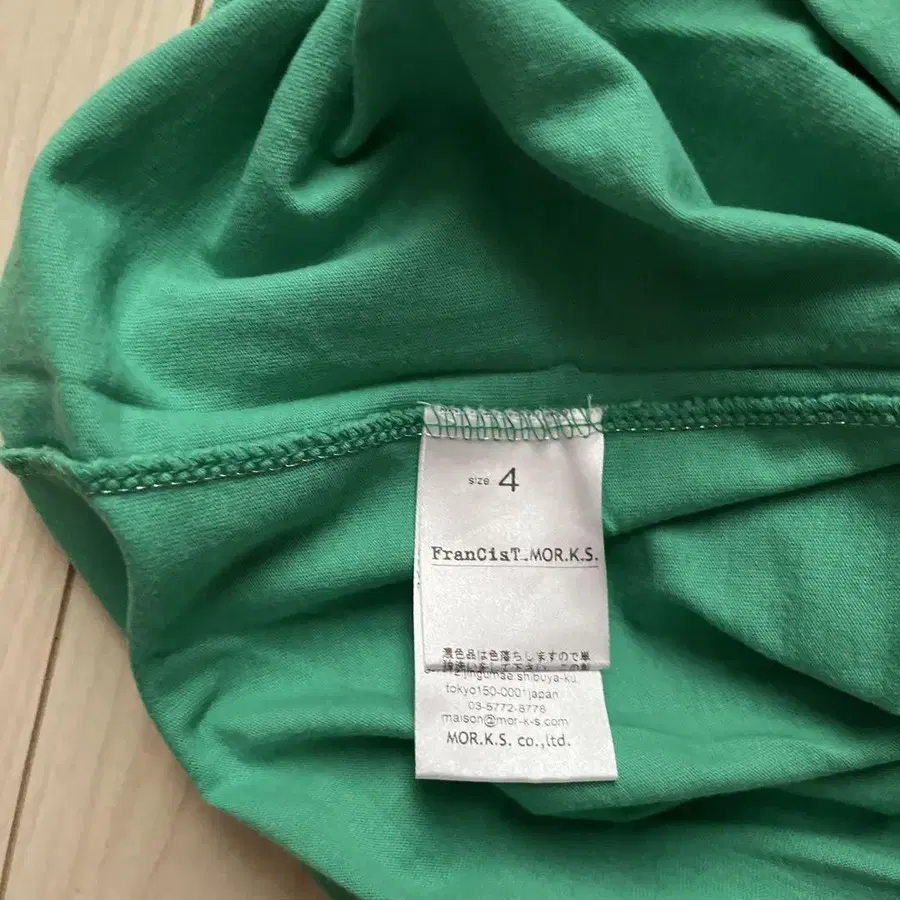 size 4
FranCisT_MOR.K.S.
濃色品は色落ちしますので単
jingumae.shibuya-ku
tokyo150-0001japan
03-5772-8778
maison@mor-k-s.com
MOR.K.S. co.,ltd.